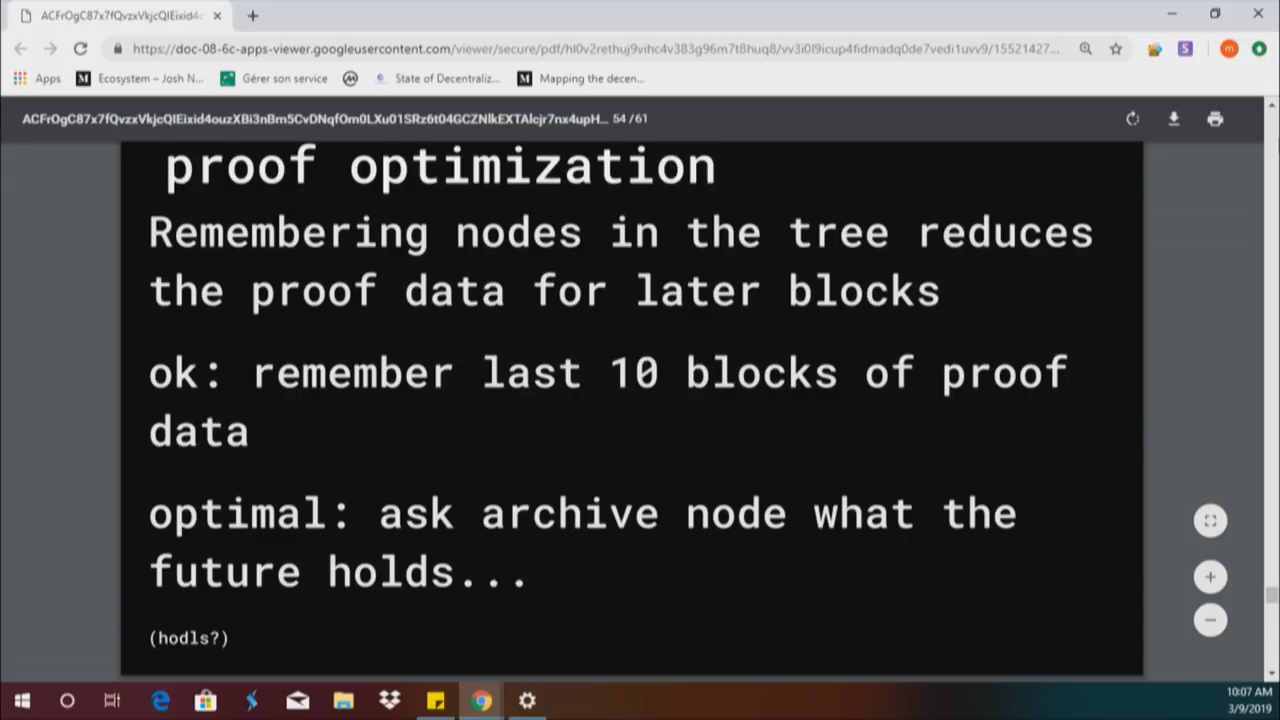 ACFrOgC87x7fQvzxVkjcQIEixid4c
https://doc-08-6c-apps-viewer.googleusercontent.com/viewer/secure/pdf/hl0v2rethuj9vihc4v383g96m7t8huq8/vv3i0l9icup4fidmadq0de7vedi1uvv9/15521427...
Apps M Ecosystem – Josh N... Gérer son service State of Decentraliz... M Mapping the decen...
ACFrOgC87x7fQvzxVkjcQIEixid4ouzXBi3nBm5CvDNqfOm0LXu01SRz6t04GCZNlkEXTAlcjr7nx4upH... 54 / 61
proof optimization
Remembering nodes in the tree reduces
the proof data for later blocks
ok: remember last 10 blocks of proof
data
optimal: ask archive node what the
future holds...
(hodls?)
10:07 AM
3/9/2019